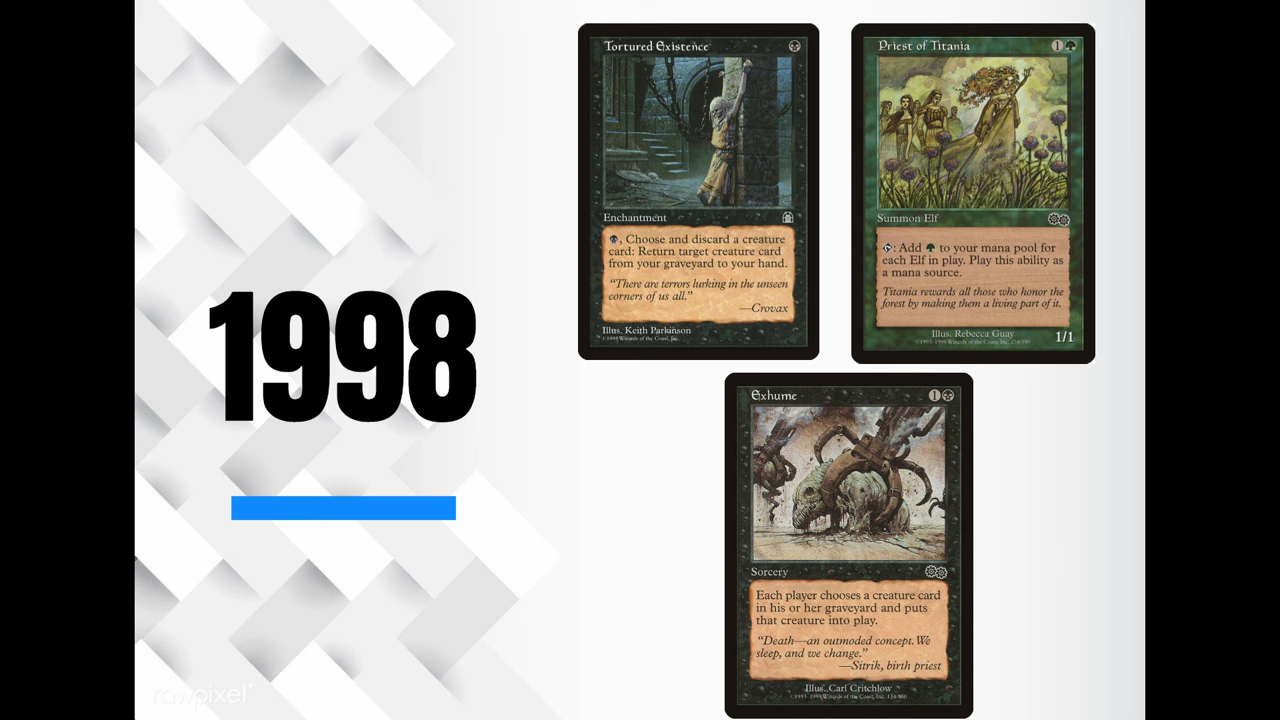 1998
Tortured Existence
Enchantment
, Choose and discard a creature
card: Return target creature card
from your graveyard to your hand.
“There are terrors lurking in the unseen
corners of us all.”
—Crovax
Illus. Keith Parkinson
Priest of Titania 1
Summon Elf
: Add to your mana pool for
each Elf in play. Play this ability as
a mana source.
Titania rewards all those who honor the
forest by making them a living part of it.
Illus. Rebecca Guay
1/1
Exhume 1
Sorcery
Each player chooses a creature card
in his or her graveyard and puts
that creature into play.
“Death—an outmoded concept. We
sleep, and we change.”
—Sitrik, birth priest
Illus. Carl Critchlow
rawpixel